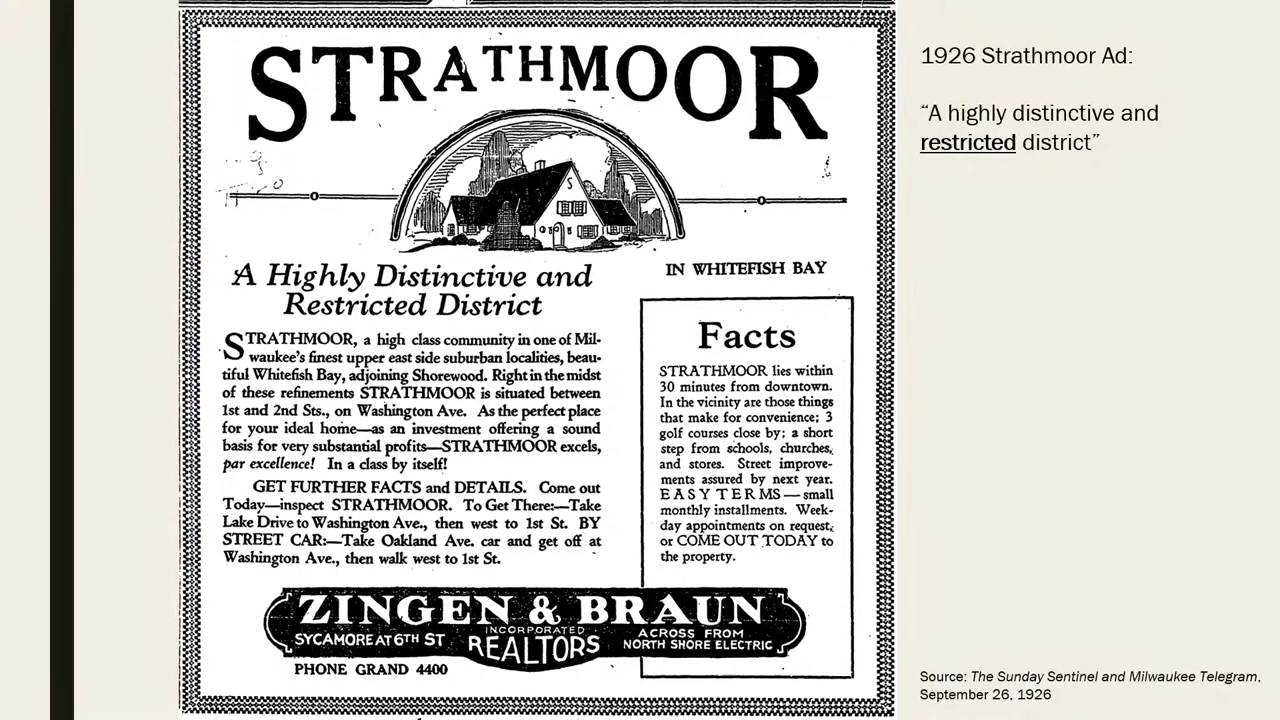 STRATHMOOR
A Highly Distinctive and
Restricted District
STRATHMOOR, a high class community in one of Mil-
waukee's finest upper east side suburban localities, beau-
tiful Whitefish Bay, adjoining Shorewood. Right in the midst
of these refinements STRATHMOOR is situated between
1st and 2nd Sts., on Washington Ave. As the perfect place
for your ideal home—as an investment offering a sound
basis for very substantial profits—STRATHMOOR excels,
par excellence! In a class by itself!
GET FURTHER FACTS and DETAILS. Come out
Today—inspect STRATHMOOR. To Get There:—Take
Lake Drive to Washington Ave., then west to 1st St. BY
STREET CAR:—Take Oakland Ave. car and get off at
Washington Ave., then walk west to 1st St.
IN WHITEFISH BAY
Facts
STRATHMOOR lies within
30 minutes from downtown.
In the vicinity are those things
that make for convenience; 3
golf courses close by; a short
step from schools, churches,
and stores. Street improve-
ments assured by next year.
EASY TERMS—small
monthly installments. Week-
day appointments on request,
or COME OUT TODAY to
the property.
ZINGEN & BRAUN
INCORPORATED
REALTORS
SYCAMORE AT 6TH ST
ACROSS FROM
NORTH SHORE ELECTRIC
PHONE GRAND 4400
1926 Strathmoor Ad:
“A highly distinctive and
restricted district”
Source: The Sunday Sentinel and Milwaukee Telegram,
September 26, 1926